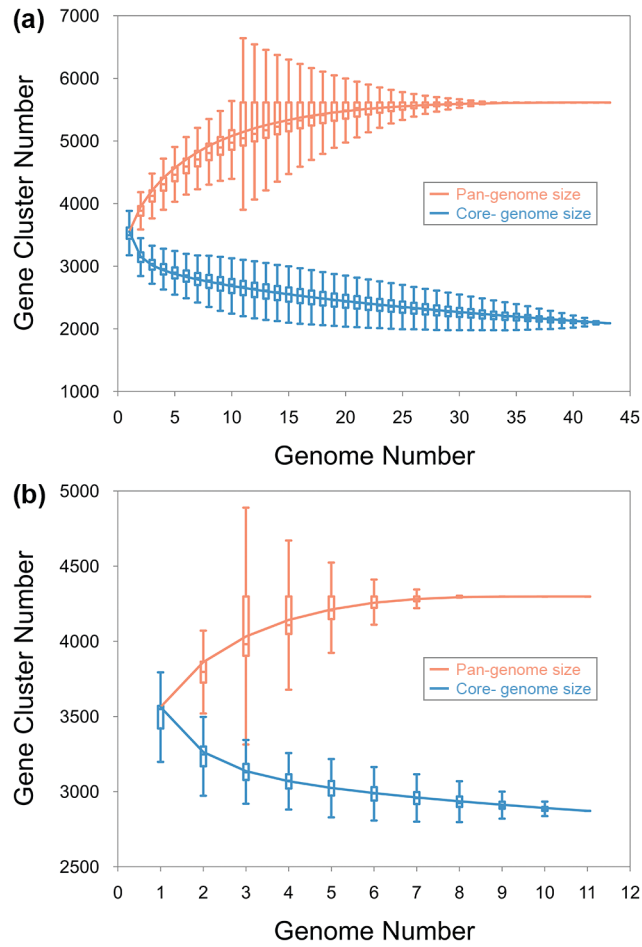 (a)
7000
6000
5000
4000
3000
2000
1000
Gene Cluster Number
Pan-genome size
Core- genome size
0 5 10 15 20 25 30 35 40 45
Genome Number
(b)
5000
4500
4000
3500
3000
2500
Gene Cluster Number
Pan-genome size
Core- genome size
0 1 2 3 4 5 6 7 8 9 10 11 12
Genome Number